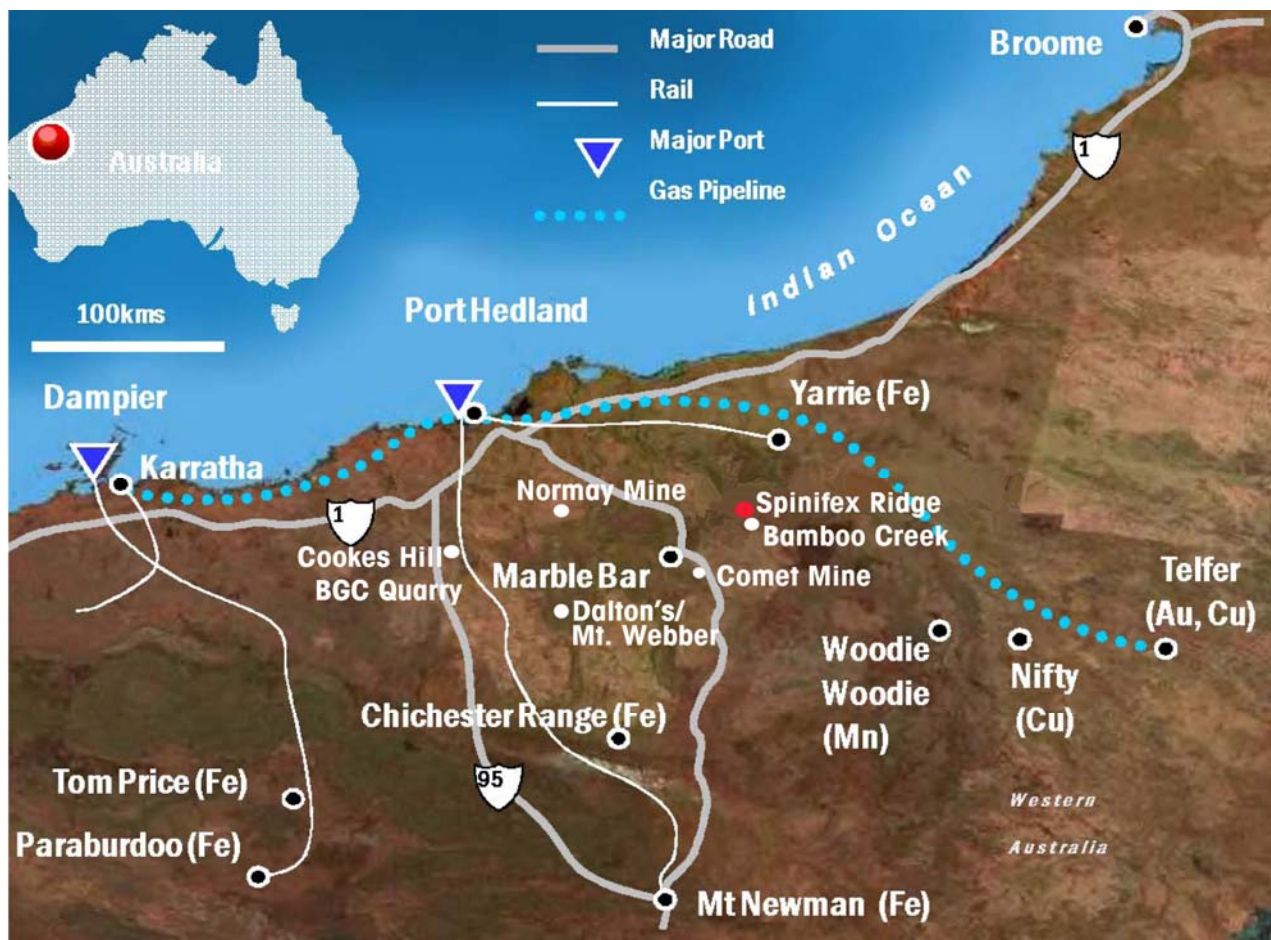 Major Road
Rail
Major Port
Gas Pipeline
Australia
Broome
1
Indian Ocean
100kms
Port Hedland
Dampier
Karratha
Yarrie (Fe)
1
Normay Mine
Spinifex Ridge
Bamboo Creek
Cookes Hill
BGC Quarry
Marble Bar
Comet Mine
Dalton's/
Mt. Webber
Telfer
(Au, Cu)
Woodie
Woodie
(Mn)
Nifty
(Cu)
Chichester Range (Fe)
95
Tom Price (Fe)
Paraburdoo (Fe)
Western
Australia
Mt Newman (Fe)